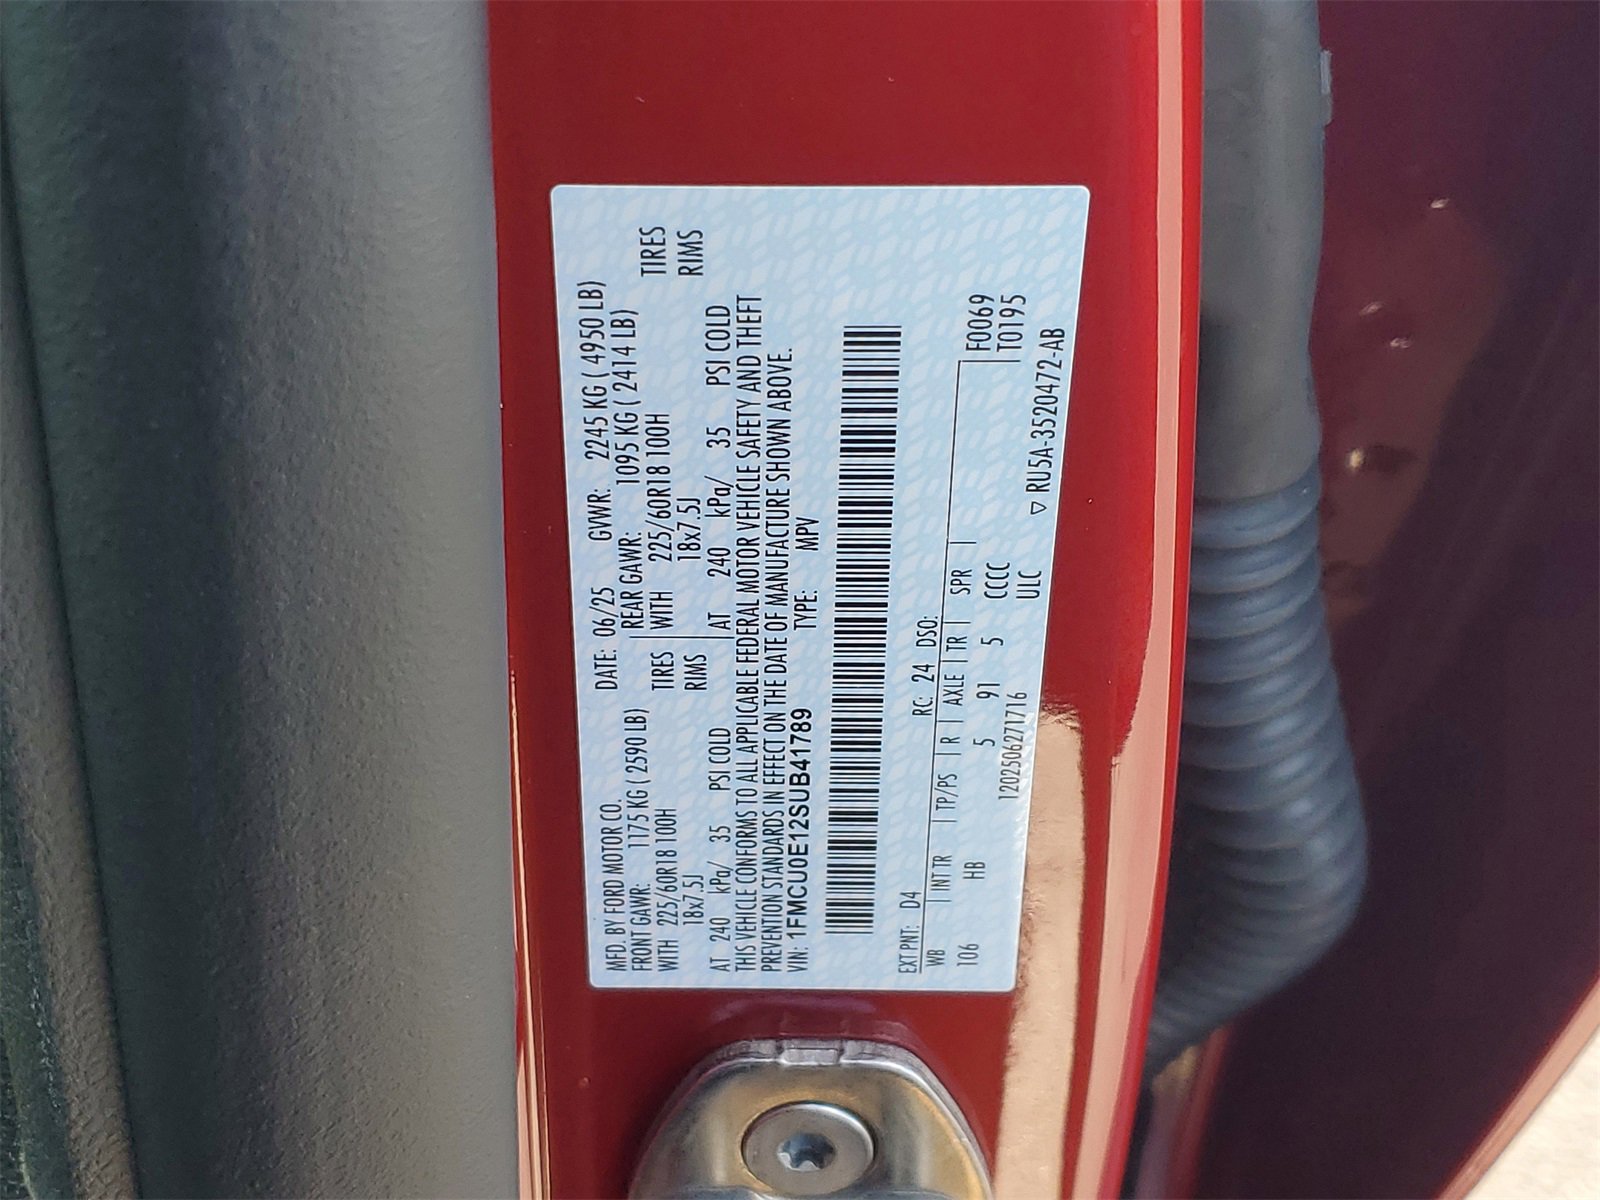 MFD. BY FORD MOTOR CO. DATE: 06/25 GVWR: 2245 KG ( 4950 LB)
FRONT GAWR: 1175 KG ( 2590 LB) REAR GAWR: 1095 KG ( 2414 LB)
WITH 225/60R18 100H TIRES WITH 225/60R18 100H TIRES
18x7.5J RIMS 18x7.5J RIMS
AT 240 kPa/ 35 PSI COLD AT 240 kPa/ 35 PSI COLD
THIS VEHICLE CONFORMS TO ALL APPLICABLE FEDERAL MOTOR VEHICLE SAFETY AND THEFT
PREVENTION STANDARDS IN EFFECT ON THE DATE OF MANUFACTURE SHOWN ABOVE.
VIN: 1FMCU0E12SUB41789 TYPE: MPV
EXT PNT: D4 RC: 24 DSO:
WB INT TR TP/PS R AXLE TR SPR F0069
106 HB 5 91 5 CCCC T0195
1202506271716 ULC
▽ RU5A-3520472-AB